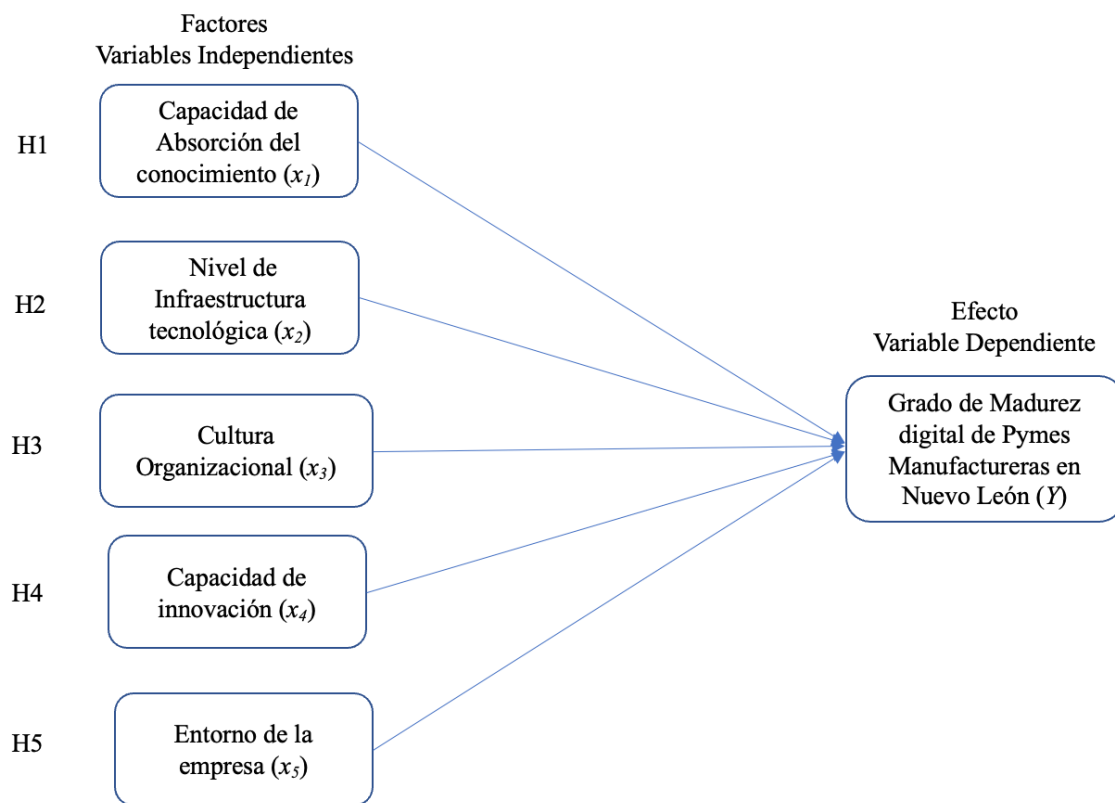 Factores
Variables Independientes
H1
Capacidad de
Absorción del
conocimiento (x1)
H2
Nivel de
Infraestructura
tecnológica (x2)
H3
Cultura
Organizacional (x3)
H4
Capacidad de
innovación (x4)
H5
Entorno de la
empresa (x5)
Efecto
Variable Dependiente
Grado de Madurez
digital de Pymes
Manufactureras en
Nuevo León (Y)